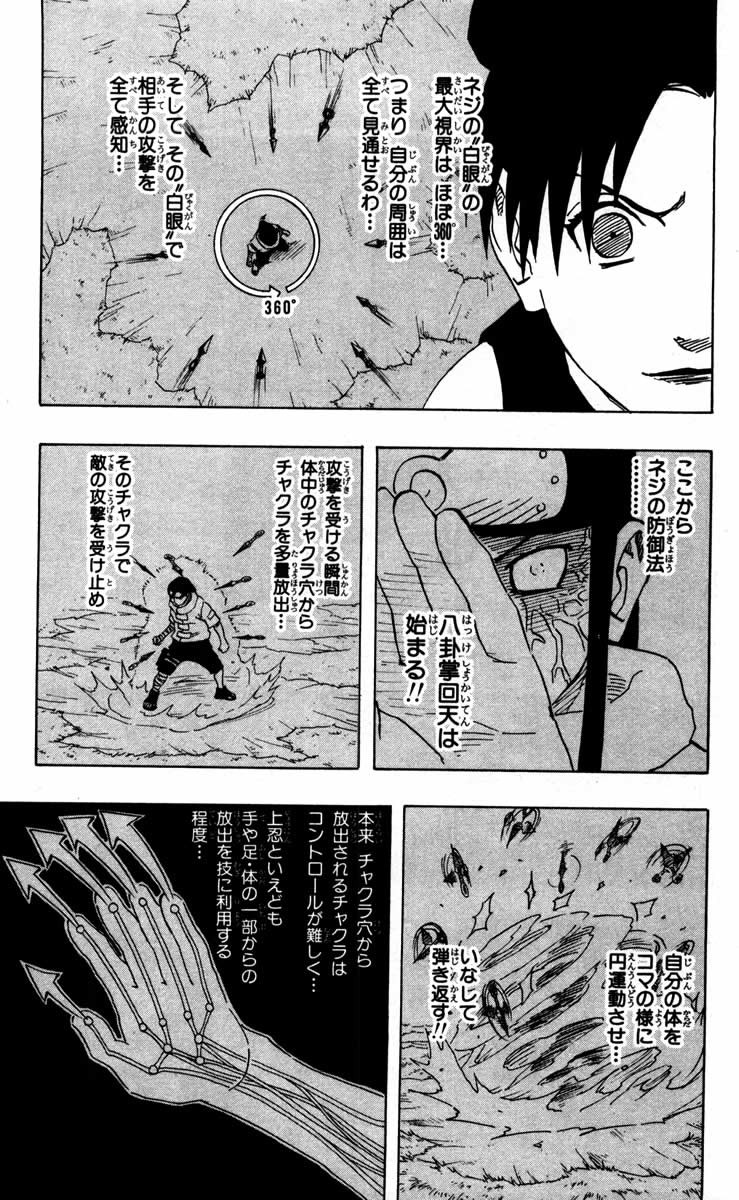 ネジの“白眼”の
最大視界は、ほぼ360°…
つまり 自分の周囲は
全て見通せるわ…
そして その“白眼”で
相手の攻撃を
全て感知…
360°
ここから
ネジの防御法
………
八卦掌回天は
始まる!!
攻撃を受ける瞬間
体中のチャクラ穴から
チャクラを多量放出…
そのチャクラで
敵の攻撃を受け止め
自分の体を
コマの様に
円運動させ…
いなして
弾き返す!!
本来 チャクラ穴から
放出されるチャクラは
コントロールが難しく…
上忍といえども
手や足・体の一部からの
放出を技に利用する
程度…